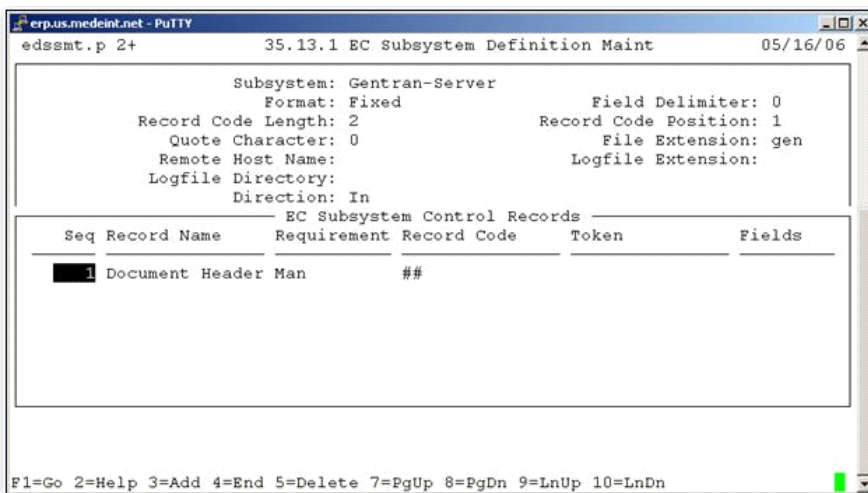 erp.us.medeint.net - PuTTY
edssmt.p 2+ 35.13.1 EC Subsystem Definition Maint 05/16/06
Subsystem: Gentran-Server
Format: Fixed Field Delimiter: 0
Record Code Length: 2 Record Code Position: 1
Quote Character: 0 File Extension: gen
Remote Host Name: Logfile Extension:
Logfile Directory:
Direction: In
EC Subsystem Control Records
Seq Record Name Requirement Record Code Token Fields
1 Document Header Man ##
F1=Go 2=Help 3=Add 4=End 5=Delete 7=PgUp 8=PgDn 9=LnUp 10=LnDn